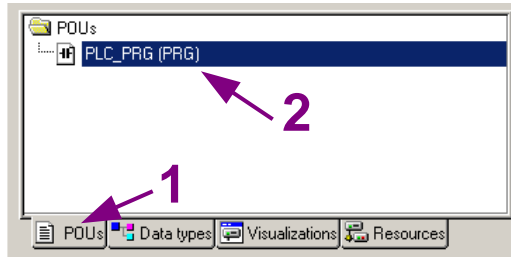 POUs
PLC_PRG (PRG)
2
1
POUs Data types Visualizations Resources